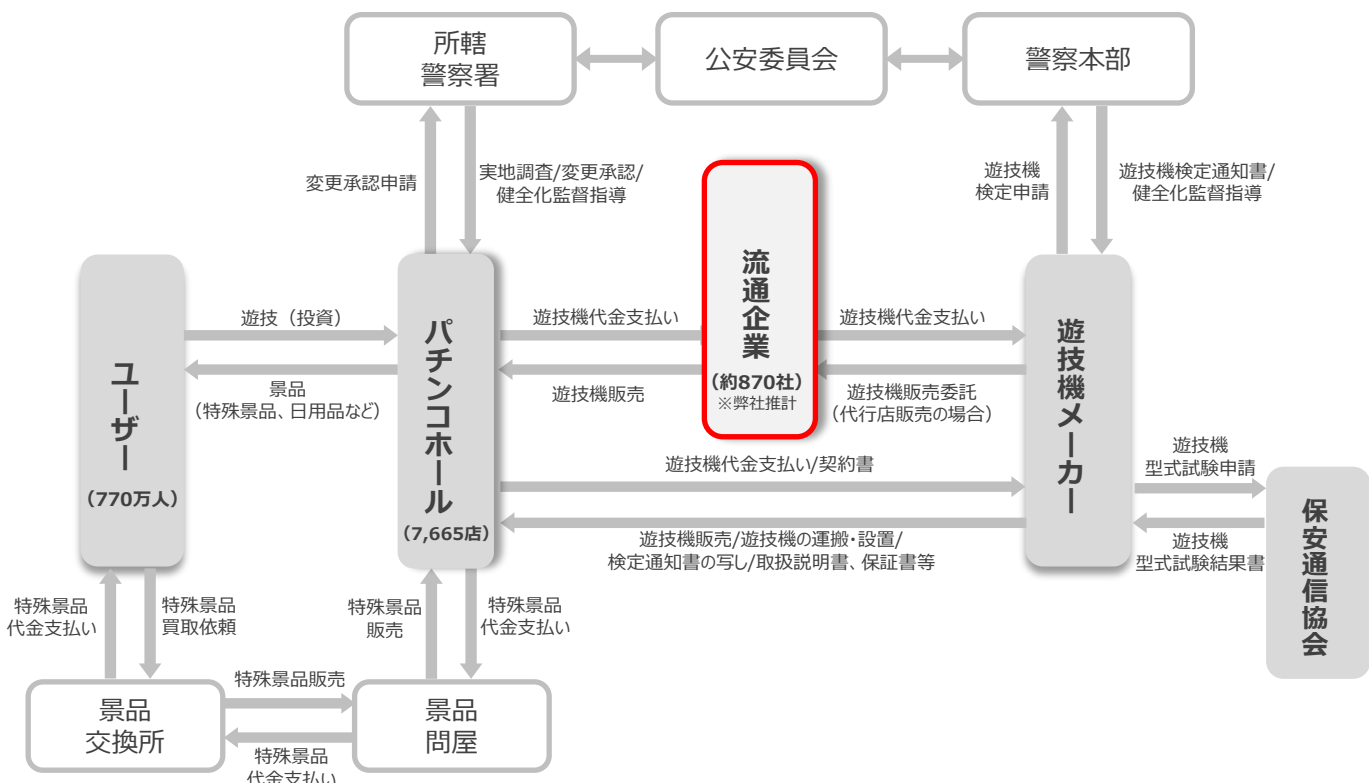 所轄
警察署
公安委員会
警察本部
変更承認申請
実地調査/変更承認/
健全化監督指導
遊技機
検定申請
遊技機検定通知書/
健全化監督指導
ユーザー
(770万人)
遊技（投資）
景品
（特殊景品、日用品など）
パチンコホール
(7,665店)
遊技機代金支払い
遊技機販売
流通企業
(約870社)
※弊社推計
遊技機代金支払い
遊技機販売委託
（代行店販売の場合）
遊技機メーカー
遊技機代金支払い/契約書
遊技機販売/遊技機の運搬・設置/
検定通知書の写し/取扱説明書、保証書等
遊技機
型式試験申請
遊技機
型式試験結果書
保安通信協会
特殊景品
代金支払い
特殊景品
買取依頼
特殊景品
販売
特殊景品
代金支払い
景品
交換所
特殊景品販売
特殊景品
代金支払い
景品
問屋